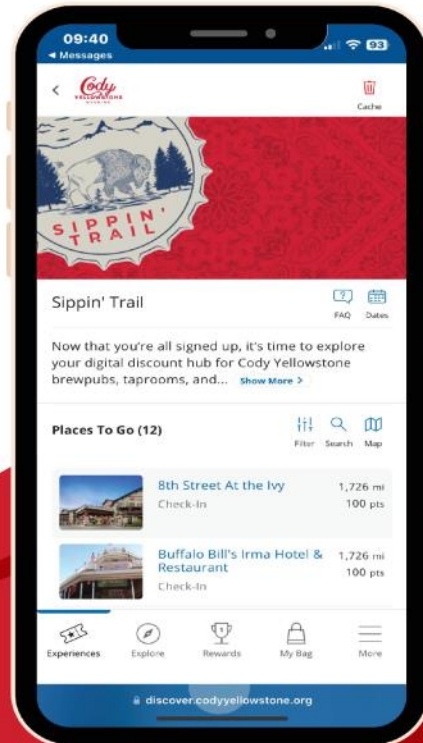 09:40
93
◄ Messages
Cody
YELLOWSTONE
WYOMING
Cache
SIPPIN'
TRAIL
Sippin' Trail
FAQ
Dates
Now that you're all signed up, it's time to explore
your digital discount hub for Cody Yellowstone
brewpubs, taprooms, and... Show More >
Places To Go (12)
Filter
Search
Map
8th Street At the Ivy
1,726 mi
Check-In
100 pts
Buffalo Bill's Irma Hotel &
1,726 mi
Restaurant
100 pts
Check-In
Experiences
Explore
Rewards
My Bag
More
discover.codyyellowstone.org